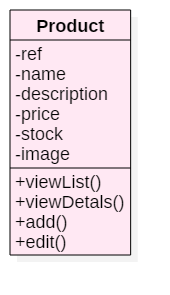 Product
-ref
-name
-description
-price
-stock
-image
+viewList()
+viewDetals()
+add()
+edit()